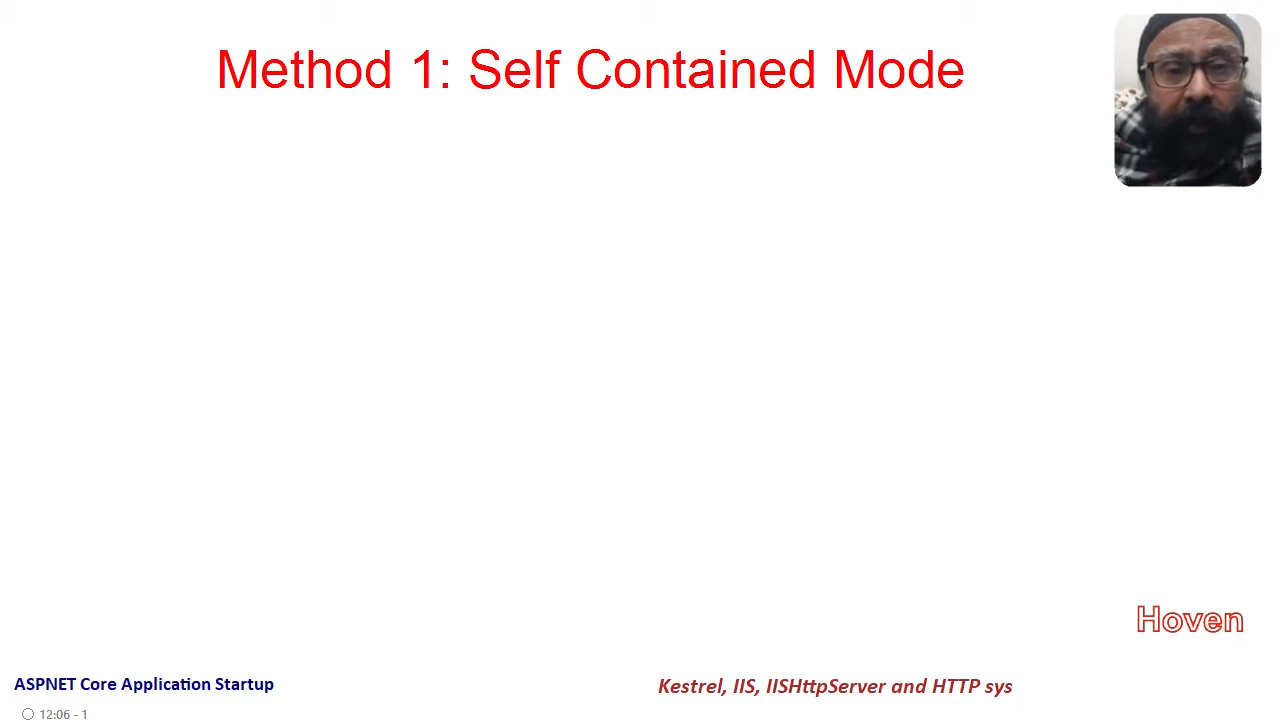 Method 1: Self Contained Mode
Hoven
ASPNET Core Application Startup
Kestrel, IIS, IISHttpServer and HTTP sys
12:06 - 1